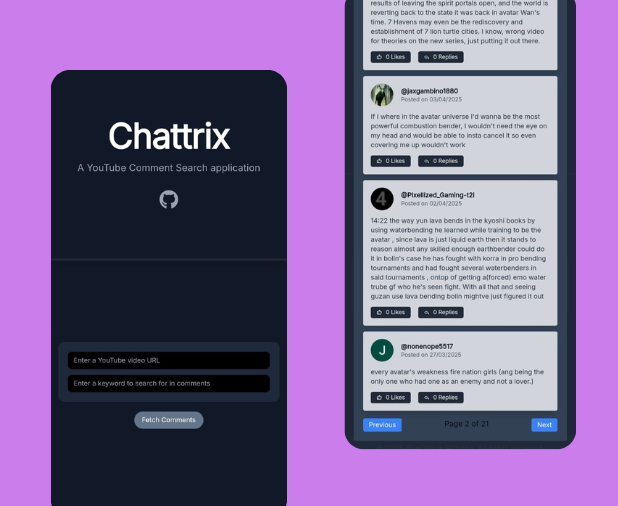 Chattrix
A YouTube Comment Search application
Enter a YouTube video URL
Enter a keyword to search for in comments
Fetch Comments
results of leaving the spirit portals open, and the world is
reverting back to the state it was back in avatar Wan's
time. 7 Havens may even be the rediscovery and
establishment of 7 lion turtle cities. I know, wrong video
for theories on the new series, just putting it out there.
0 Likes 0 Replies
@jaxgambino1880
Posted on 03/04/2025
If I where in the avatar universe I'd wanna be the most
powerful combustion bender, I wouldn't need the eye on
my head and would be able to insta cancel it so even
covering me up wouldn't work
0 Likes 0 Replies
4
@Pixellized_Gaming-t2l
Posted on 02/04/2025
14:22 the way yun lava bends in the kyoshi books by
using waterbending he learned while training to be the
avatar , since lava is just liquid earth then it stands to
reason almost any skilled enough earthbender could do
it in bolin's case he has fought with korra in pro bending
tournaments and had fought several waterbenders in
said tournaments , ontop of getting a(forced) emo water
trube gf who he's seen fight. With all that and seeing
guzan use lava bending bolin mightve just figured it out
0 Likes 0 Replies
J
@nonenope5517
Posted on 27/03/2025
every avatar's weakness fire nation girls (ang being the
only one who had one as an enemy and not a lover.)
0 Likes 0 Replies
Previous Page 2 of 21 Next